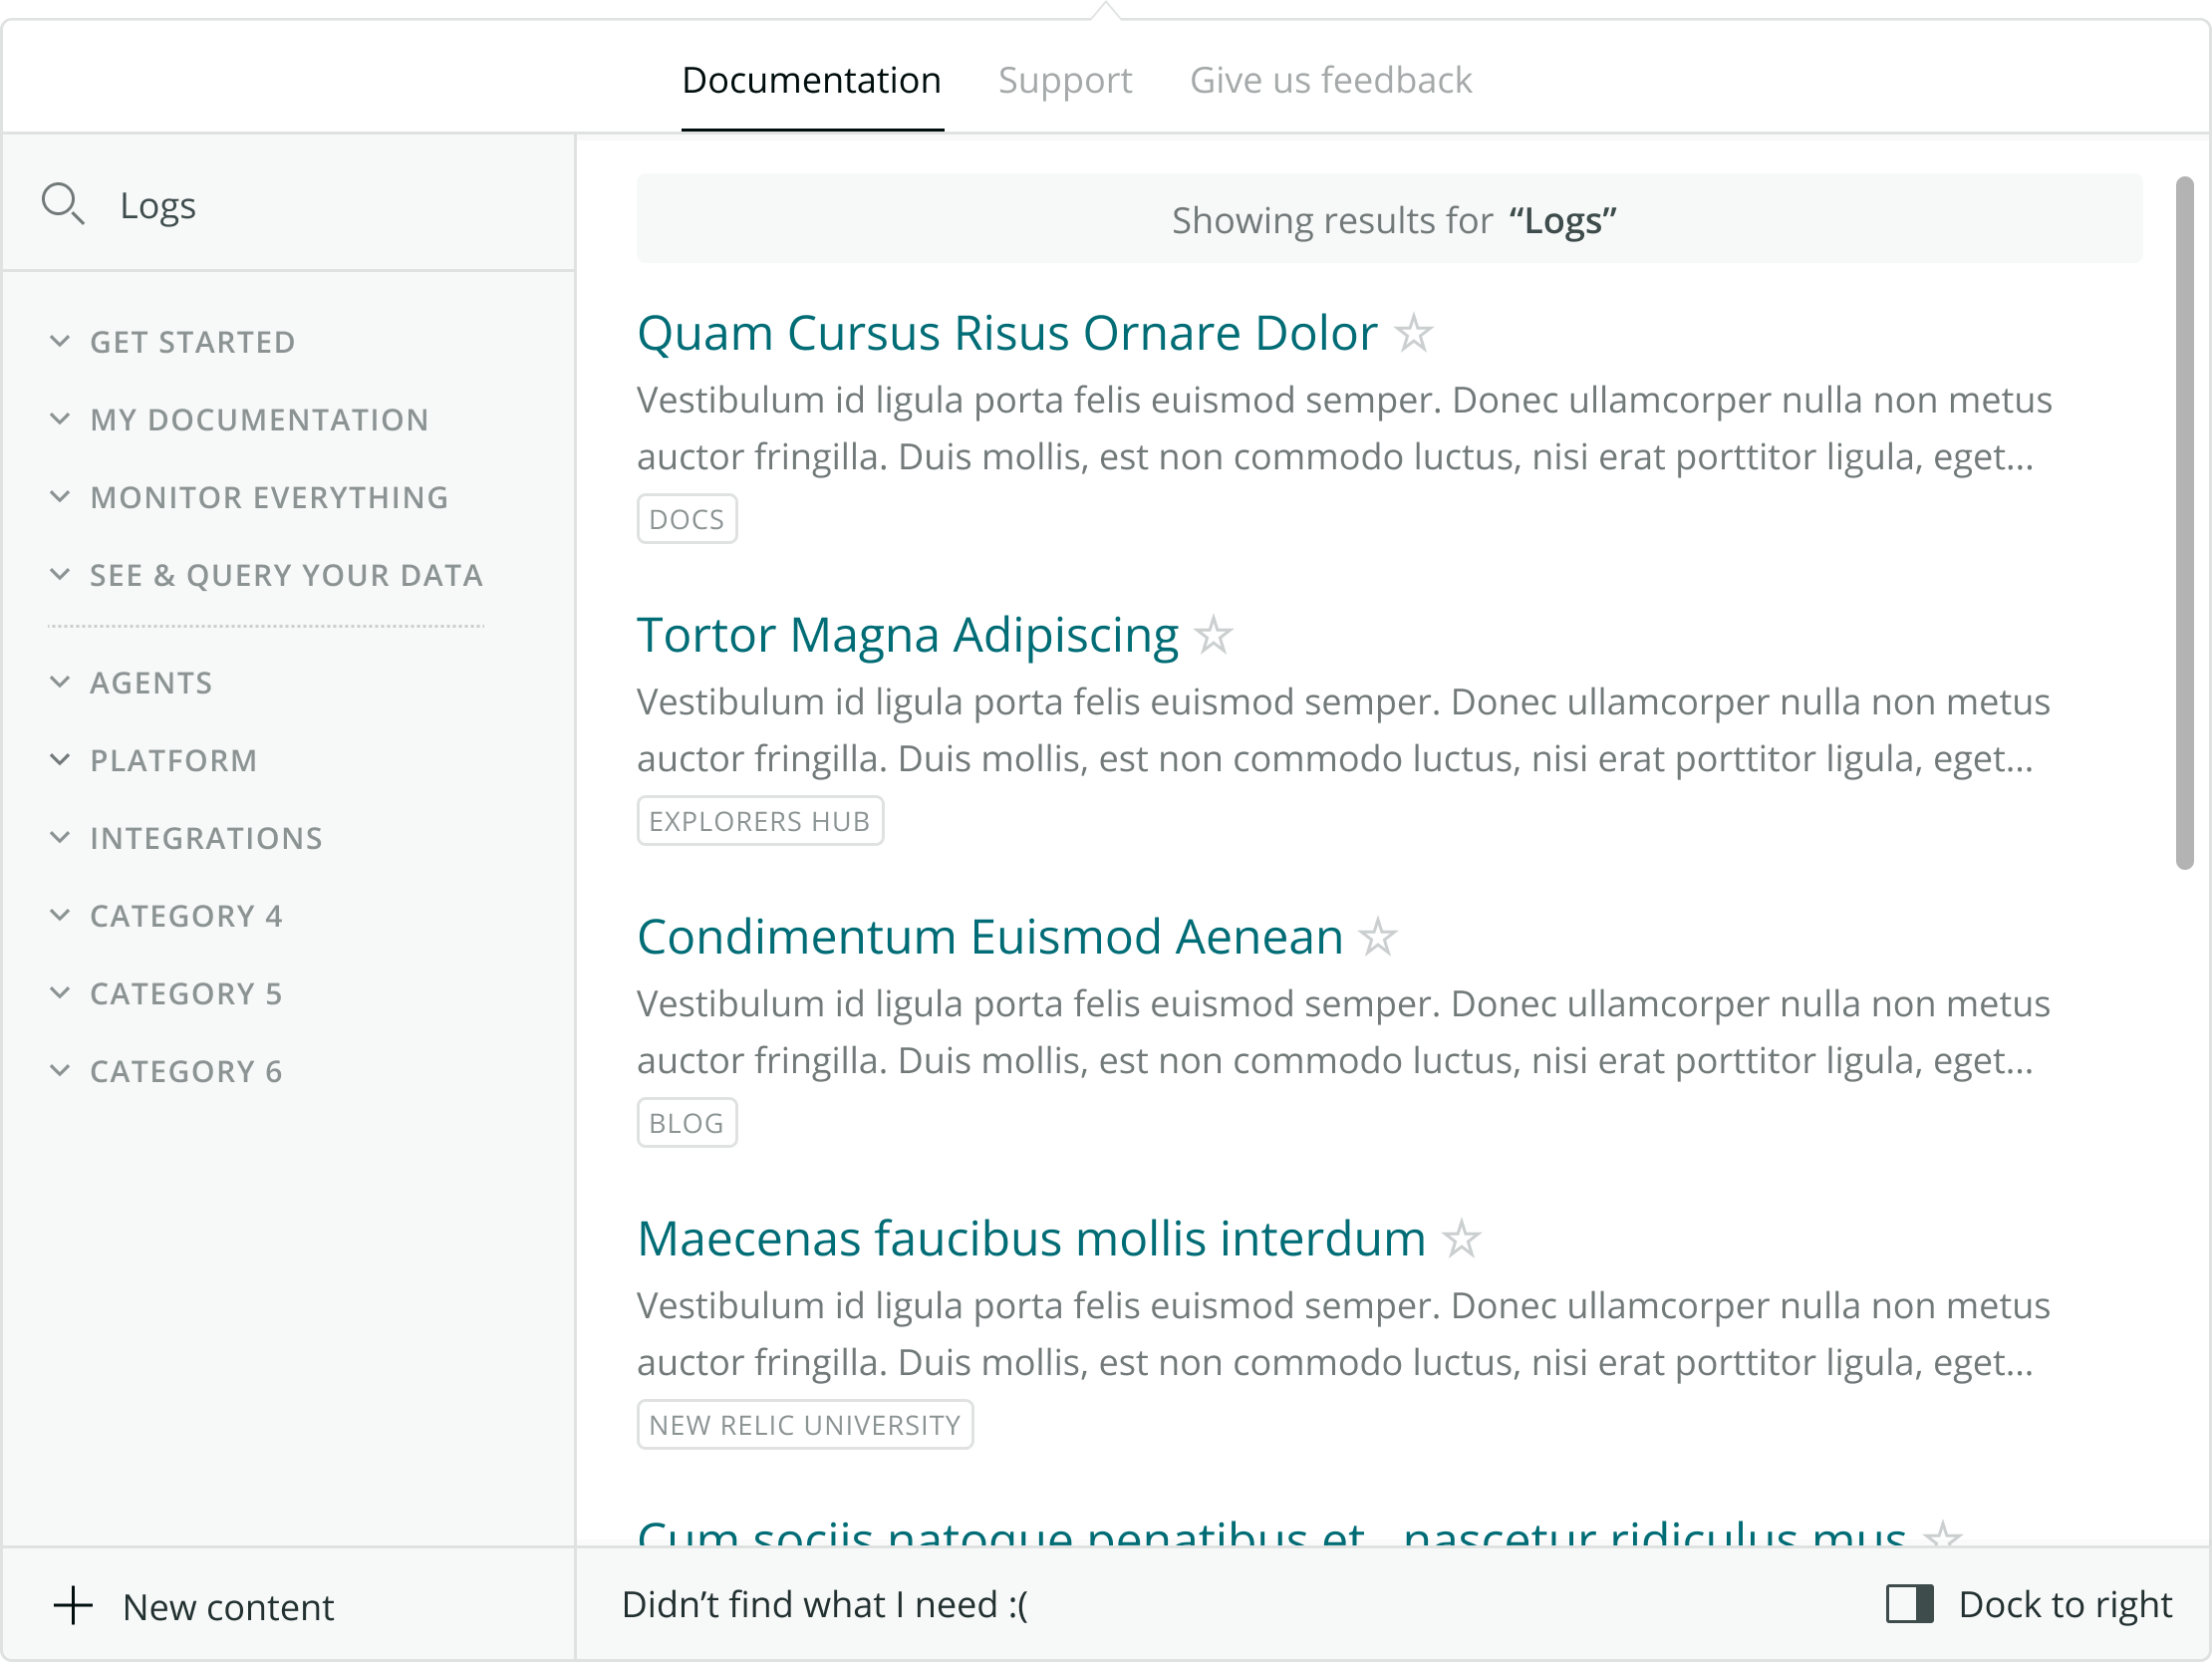 Documentation
Support
Give us feedback
Logs
GET STARTED
MY DOCUMENTATION
MONITOR EVERYTHING
SEE & QUERY YOUR DATA
AGENTS
PLATFORM
INTEGRATIONS
CATEGORY 4
CATEGORY 5
CATEGORY 6
New content
Showing results for “Logs”
Quam Cursus Risus Ornare Dolor
Vestibulum id ligula porta felis euismod semper. Donec ullamcorper nulla non metus
auctor fringilla. Duis mollis, est non commodo luctus, nisi erat porttitor ligula, eget...
DOCS
Tortor Magna Adipiscing
Vestibulum id ligula porta felis euismod semper. Donec ullamcorper nulla non metus
auctor fringilla. Duis mollis, est non commodo luctus, nisi erat porttitor ligula, eget...
EXPLORERS HUB
Condimentum Euismod Aenean
Vestibulum id ligula porta felis euismod semper. Donec ullamcorper nulla non metus
auctor fringilla. Duis mollis, est non commodo luctus, nisi erat porttitor ligula, eget...
BLOG
Maecenas faucibus mollis interdum
Vestibulum id ligula porta felis euismod semper. Donec ullamcorper nulla non metus
auctor fringilla. Duis mollis, est non commodo luctus, nisi erat porttitor ligula, eget...
NEW RELIC UNIVERSITY
Cum sociis natoque penatibus et nascetur ridiculus mus
Didn’t find what I need :(
Dock to right